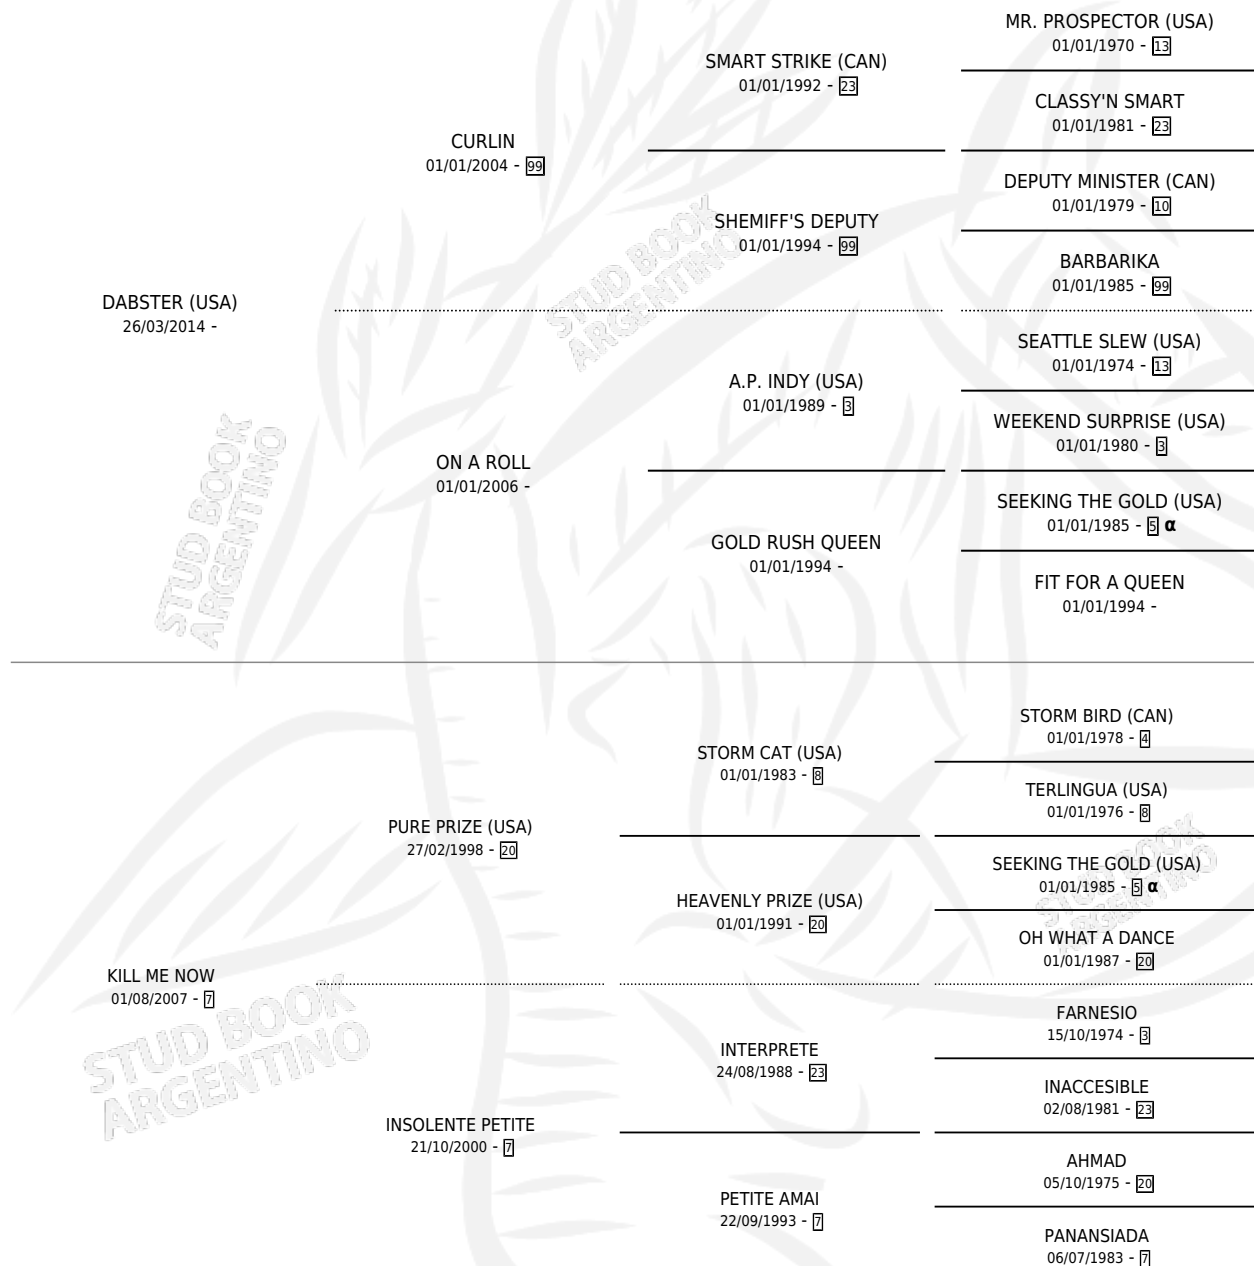 MR. PROSPECTOR (USA)
01/01/1970 - 13
SMART STRIKE (CAN)
01/01/1992 - 23
CLASSY'N SMART
01/01/1981 - 23
CURLIN
01/01/2004 - 99
DEPUTY MINISTER (CAN)
01/01/1979 - 10
SHEMIFF'S DEPUTY
01/01/1994 - 99
BARBARIKA
01/01/1985 - 99
DABSTER (USA)
26/03/2014 -
SEATTLE SLEW (USA)
01/01/1974 - 13
A.P. INDY (USA)
01/01/1989 - 3
WEEKEND SURPRISE (USA)
01/01/1980 - 3
ON A ROLL
01/01/2006 -
SEEKING THE GOLD (USA)
01/01/1985 - 5 α
GOLD RUSH QUEEN
01/01/1994 -
FIT FOR A QUEEN
01/01/1994 -
STORM BIRD (CAN)
01/01/1978 - 4
STORM CAT (USA)
01/01/1983 - 8
TERLINGUA (USA)
01/01/1976 - 8
PURE PRIZE (USA)
27/02/1998 - 20
SEEKING THE GOLD (USA)
01/01/1985 - 5 α
HEAVENLY PRIZE (USA)
01/01/1991 - 20
OH WHAT A DANCE
01/01/1987 - 20
KILL ME NOW
01/08/2007 - 7
FARNESIO
15/10/1974 - 3
INTERPRETE
24/08/1988 - 23
INACCESIBLE
02/08/1981 - 23
INSOLENTE PETITE
21/10/2000 - 7
AHMAD
05/10/1975 - 20
PETITE AMAI
22/09/1993 - 7
PANANSIADA
06/07/1983 - 7
STUD BOOK
ARGENTINO
STUD BOOK
ARGENTINO
STUD BOOK
ARGENTINO
STUD BOOK
ARGENTINO